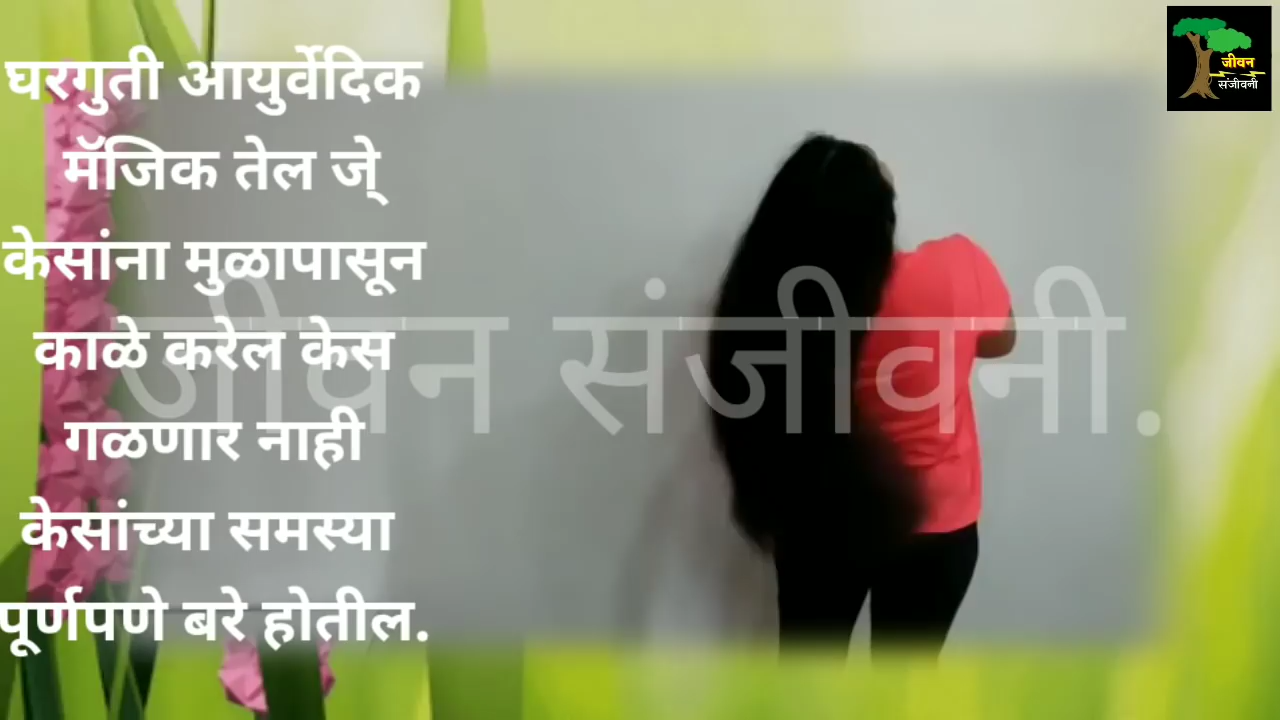 घरगुती आयुर्वेदिक
मॅजिक तेल जे्
केसांना मुळापासून
काळे करेल केस
गळणार नाही
केसांच्या समस्या
पूर्णपणे बरे होतील.
जीवन संजीवनी.
जीवन
संजीवनी